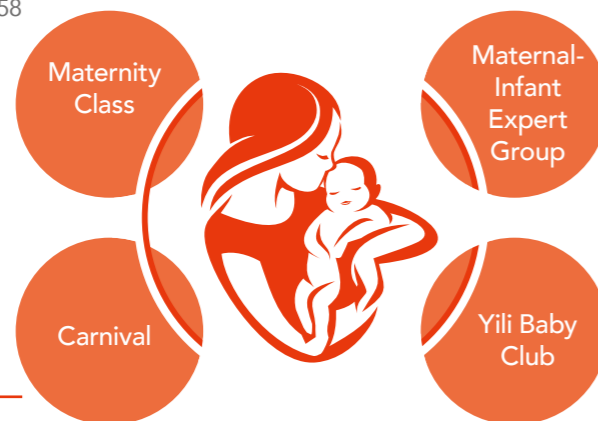 58
Maternity
Class
Maternal-
Infant
Expert
Group
Carnival
Yili Baby
Club